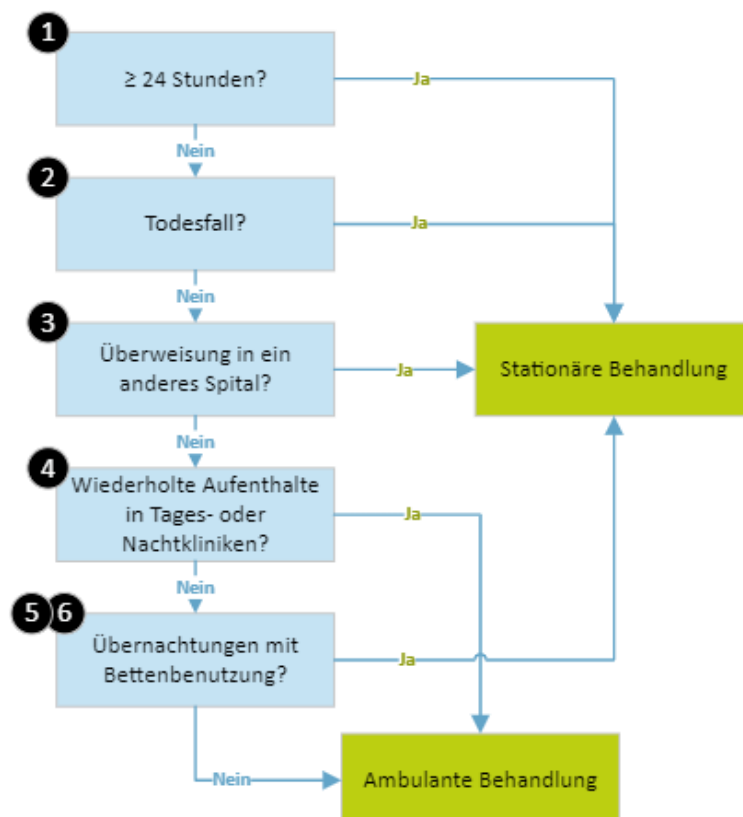 1
≥ 24 Stunden?
Ja
Nein
2
Todesfall?
Ja
Nein
3
Überweisung in ein
anderes Spital?
Ja
Stationäre Behandlung
Nein
4
Wiederholte Aufenthalte
in Tages- oder
Nachtkliniken?
Ja
Nein
5 6
Übernachtungen mit
Bettenbenutzung?
Ja
Nein
Ambulante Behandlung